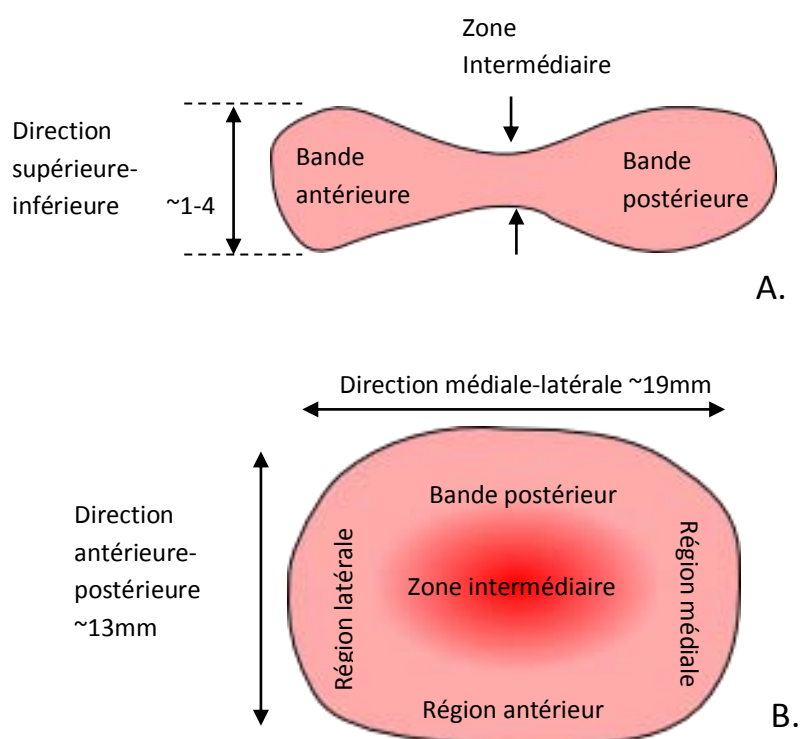 Zone
Intermédiaire
Direction
supérieure-
inférieure
~1-4
Bande
antérieure
Bande
postérieure
A.
Direction médiale-latérale ~19mm
Direction
antérieure-
postérieure
~13mm
Bande postérieur
Région latérale
Zone intermédiaire
Région médiale
Région antérieur
B.